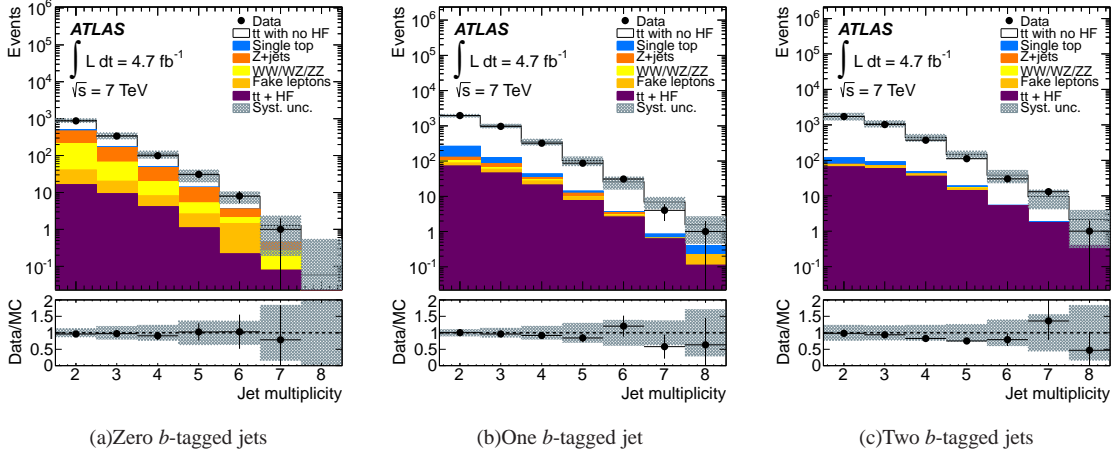 Events
10⁶
10⁵
10⁴
10³
10²
10
1
10⁻¹
ATLAS
∫ L dt = 4.7 fb⁻¹
√s = 7 TeV
Data
tt with no HF
Single top
Z+jets
WW/WZ/ZZ
Fake leptons
tt + HF
Syst. unc.
Data/MC
2
1.5
1
0.5
0
2 3 4 5 6 7 8
Jet multiplicity
(a)Zero b-tagged jets
Events
10⁶
10⁵
10⁴
10³
10²
10
1
10⁻¹
ATLAS
∫ L dt = 4.7 fb⁻¹
√s = 7 TeV
Data
tt with no HF
Single top
Z+jets
WW/WZ/ZZ
Fake leptons
tt + HF
Syst. unc.
Data/MC
2
1.5
1
0.5
0
2 3 4 5 6 7 8
Jet multiplicity
(b)One b-tagged jet
Events
10⁶
10⁵
10⁴
10³
10²
10
1
10⁻¹
ATLAS
∫ L dt = 4.7 fb⁻¹
√s = 7 TeV
Data
tt with no HF
Single top
Z+jets
WW/WZ/ZZ
Fake leptons
tt + HF
Syst. unc.
Data/MC
2
1.5
1
0.5
0
2 3 4 5 6 7 8
Jet multiplicity
(c)Two b-tagged jets